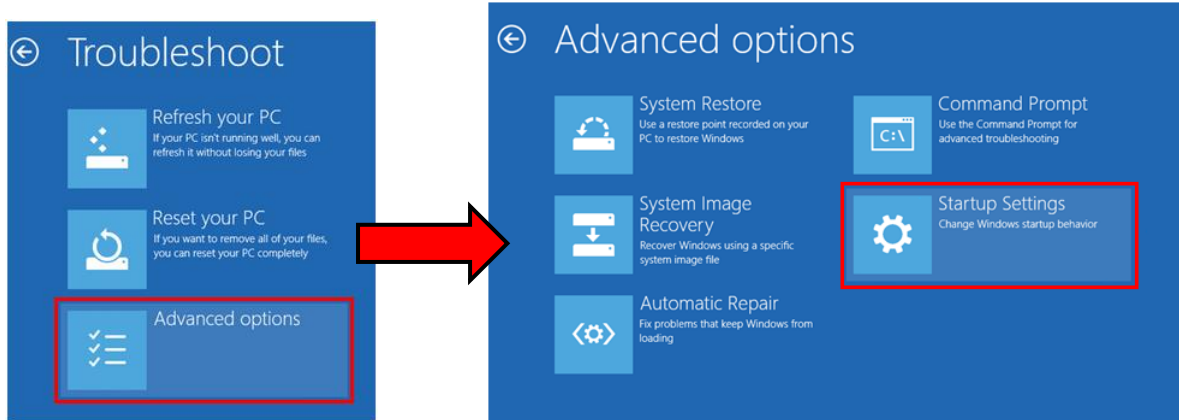 Troubleshoot
Refresh your PC
If your PC isn't running well, you can
refresh it without losing your files
Reset your PC
If you want to remove all of your files,
you can reset your PC completely
Advanced options
Advanced options
System Restore
Use a restore point recorded on your
PC to restore Windows
System Image
Recovery
Recover Windows using a specific
system image file
Automatic Repair
Fix problems that keep Windows from
loading
C:\
Command Prompt
Use the Command Prompt for
advanced troubleshooting
Startup Settings
Change Windows startup behavior